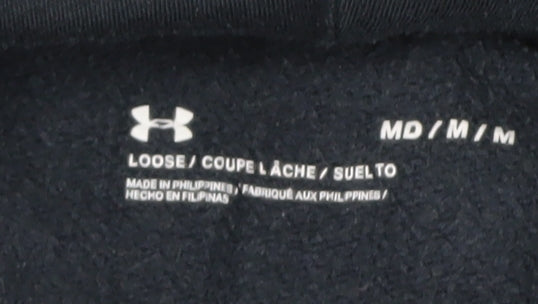 MD / M / M
LOOSE / COUPE LÂCHE / SUELTO
MADE IN PHILIPPINES / FABRIQUÉ AUX PHILIPPINES /
HECHO EN FILIPINAS